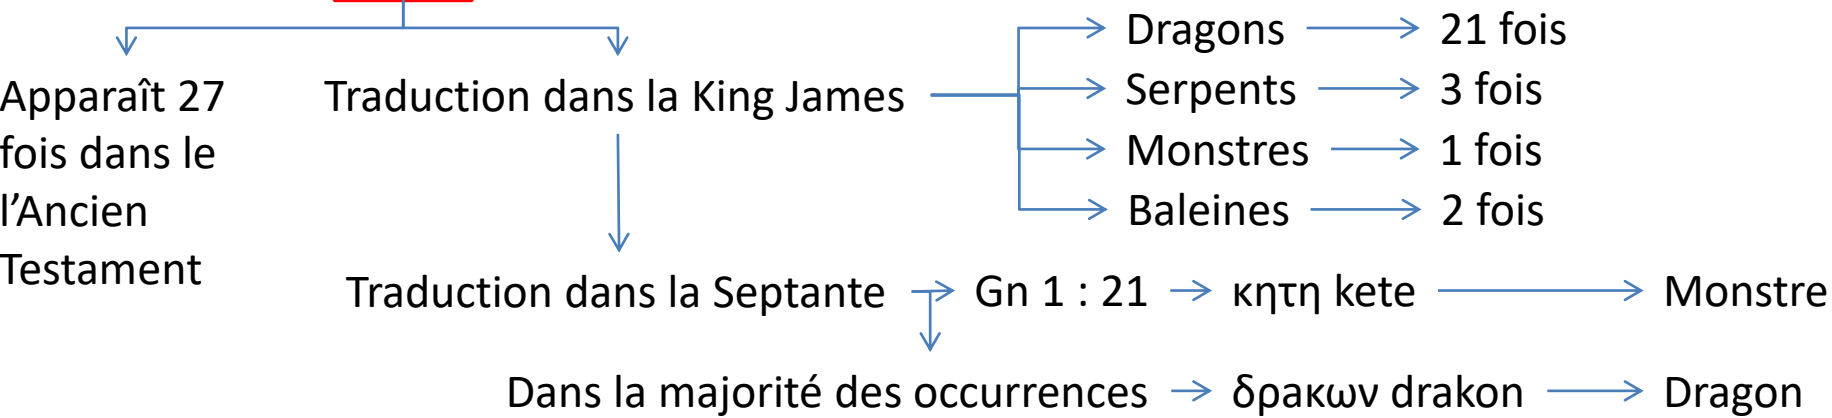 Dragons 21 fois
Apparaît 27 Traduction dans la King James Serpents 3 fois
fois dans le Monstres 1 fois
l'Ancien Baleines 2 fois
Testament
Traduction dans la Septante Gn 1 : 21 κητη kete Monstre
Dans la majorité des occurrences δρακων drakon Dragon